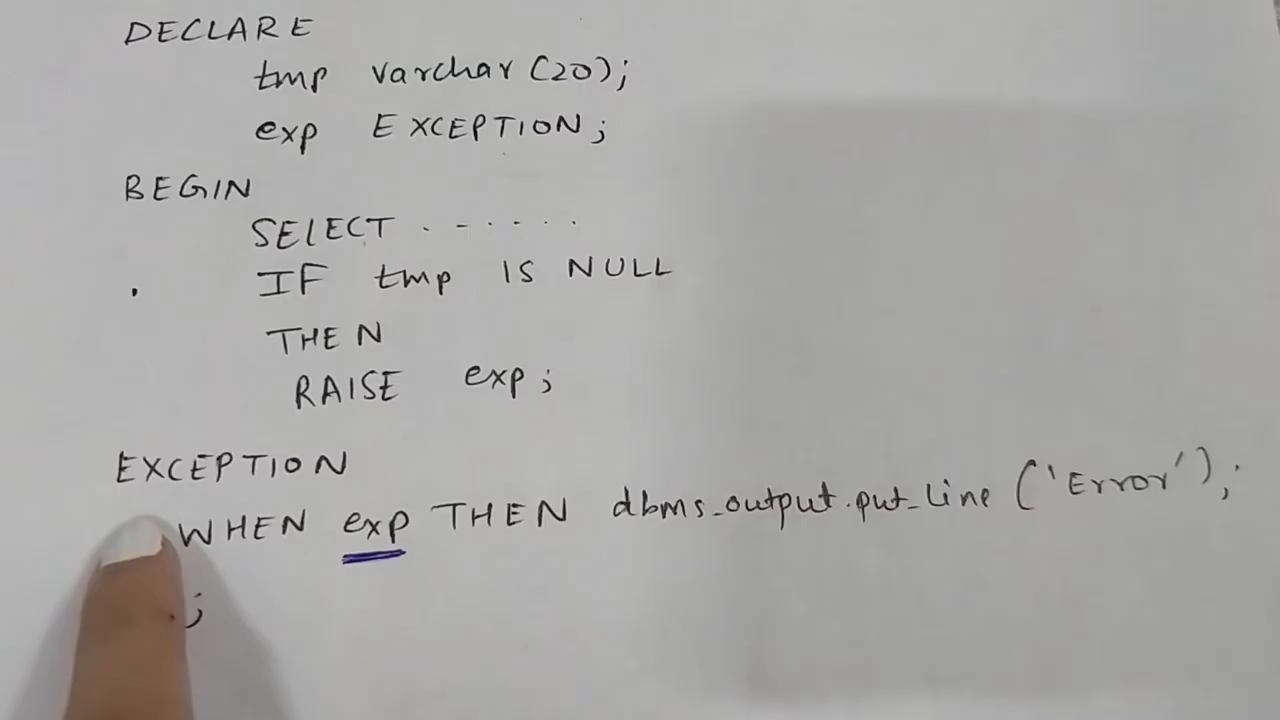 DECLARE
tmp varchar (20);
exp EXCEPTION;
BEGIN
SELECT . - . . . .
IF tmp IS NULL
THEN
RAISE exp;
EXCEPTION
WHEN exp THEN dbms_output.put_line ('Error');
;